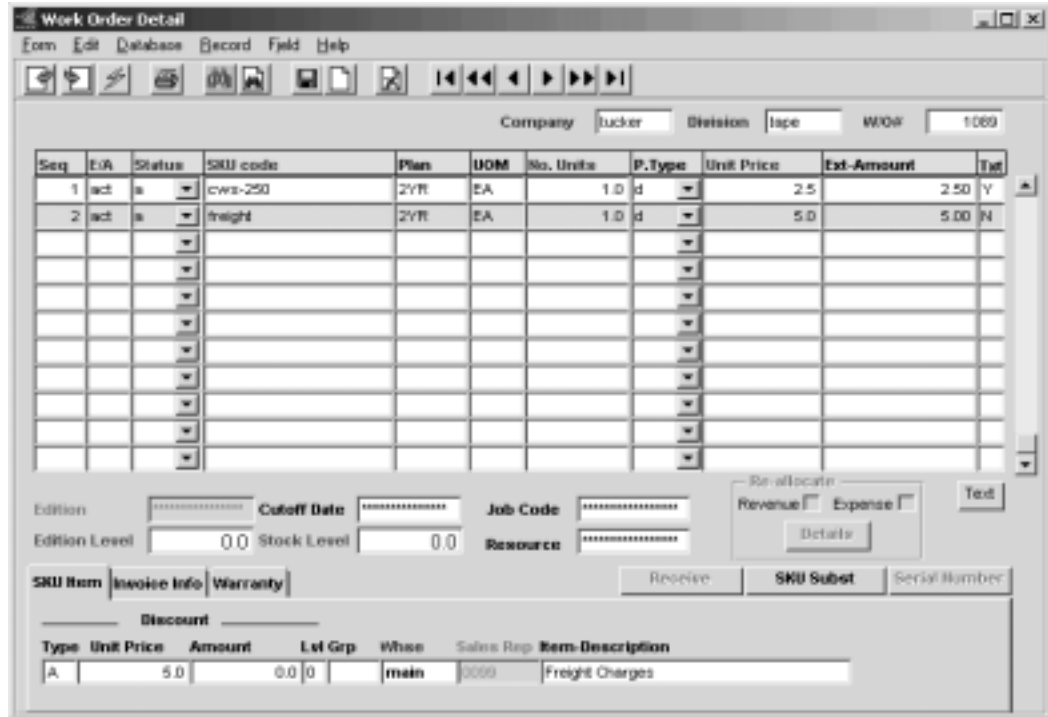 Work Order Detail
Form Edit Database Record Field Help
Company tucker Division tape W/O# 1089
Seq E/A Status SKU code Plan UOM No. Units P.Type Unit Price Ext-Amount Txt
1 act a cws-250 2YR EA 1.0 d 2.5 2.50 Y
2 act a freight 2YR EA 1.0 d 5.0 5.00 N
Re-allocate
Edition **************** Cutoff Date *************** Job Code ***************** Revenue Expense Text
Edition Level 0.0 Stock Level 0.0 Resource ***************** Details
SKU Item Invoice Info Warranty Receive SKU Subst Serial Number
Discount
Type Unit Price Amount Lvl Grp Whse Sales Rep Item-Description
A 5.0 0.0 0 main 0099 Freight Charges